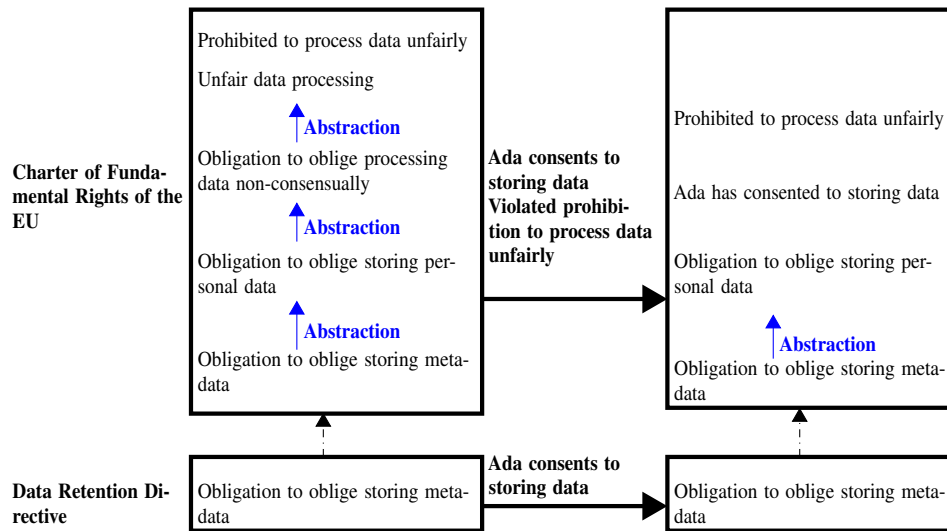 Prohibited to process data unfairly
Unfair data processing
Abstraction
Obligation to oblige processing
data non-consensually
Abstraction
Obligation to oblige storing per-
sonal data
Abstraction
Obligation to oblige storing meta-
data
Charter of Funda-
mental Rights of the
EU
Ada consents to
storing data
Violated prohibi-
tion to process data
unfairly
Prohibited to process data unfairly
Ada has consented to storing data
Obligation to oblige storing per-
sonal data
Abstraction
Obligation to oblige storing meta-
data
Data Retention Di-
rective
Obligation to oblige storing meta-
data
Ada consents to
storing data
Obligation to oblige storing meta-
data